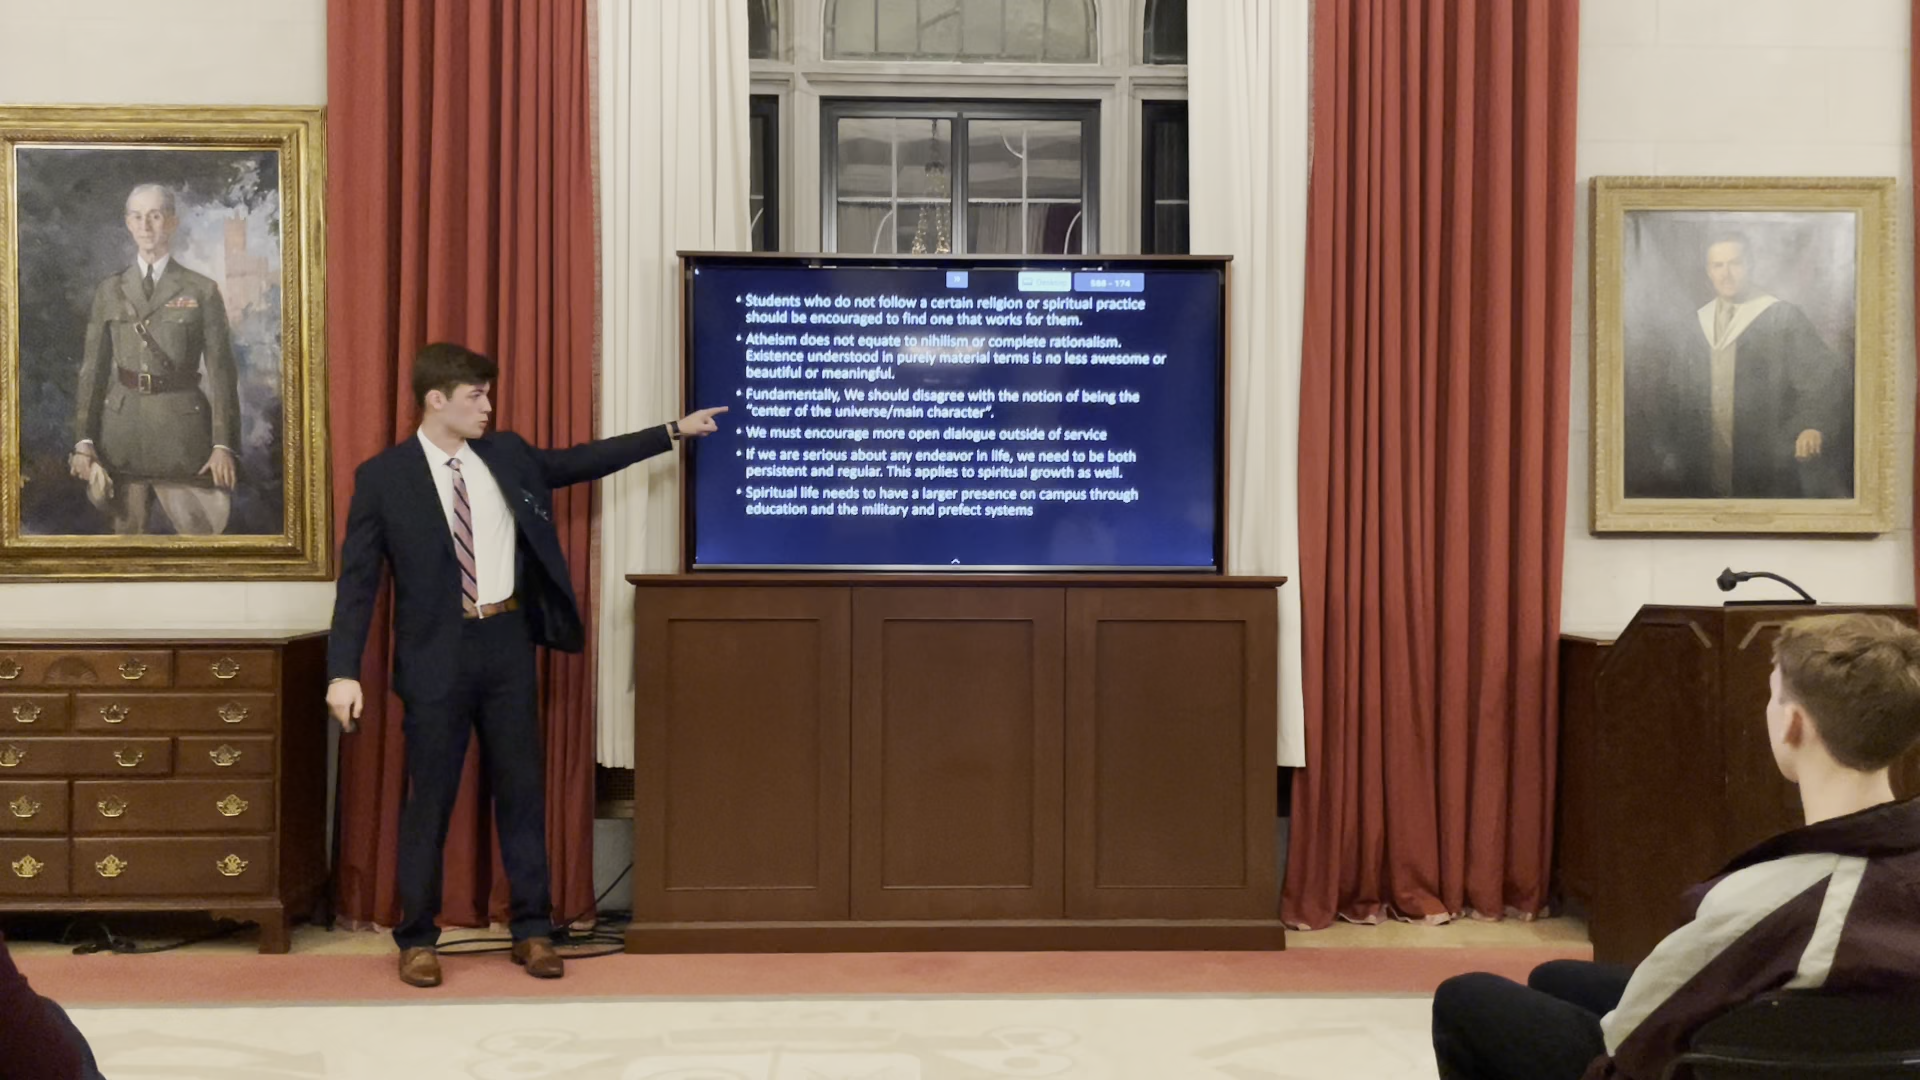 568 - 174
• Students who do not follow a certain religion or spiritual practice
should be encouraged to find one that works for them.
• Atheism does not equate to nihilism or complete rationalism.
Existence understood in purely material terms is no less awesome or
beautiful or meaningful.
• Fundamentally, We should disagree with the notion of being the
"center of the universe/main character".
• We must encourage more open dialogue outside of service
• If we are serious about any endeavor in life, we need to be both
persistent and regular. This applies to spiritual growth as well.
• Spiritual life needs to have a larger presence on campus through
education and the military and prefect systems